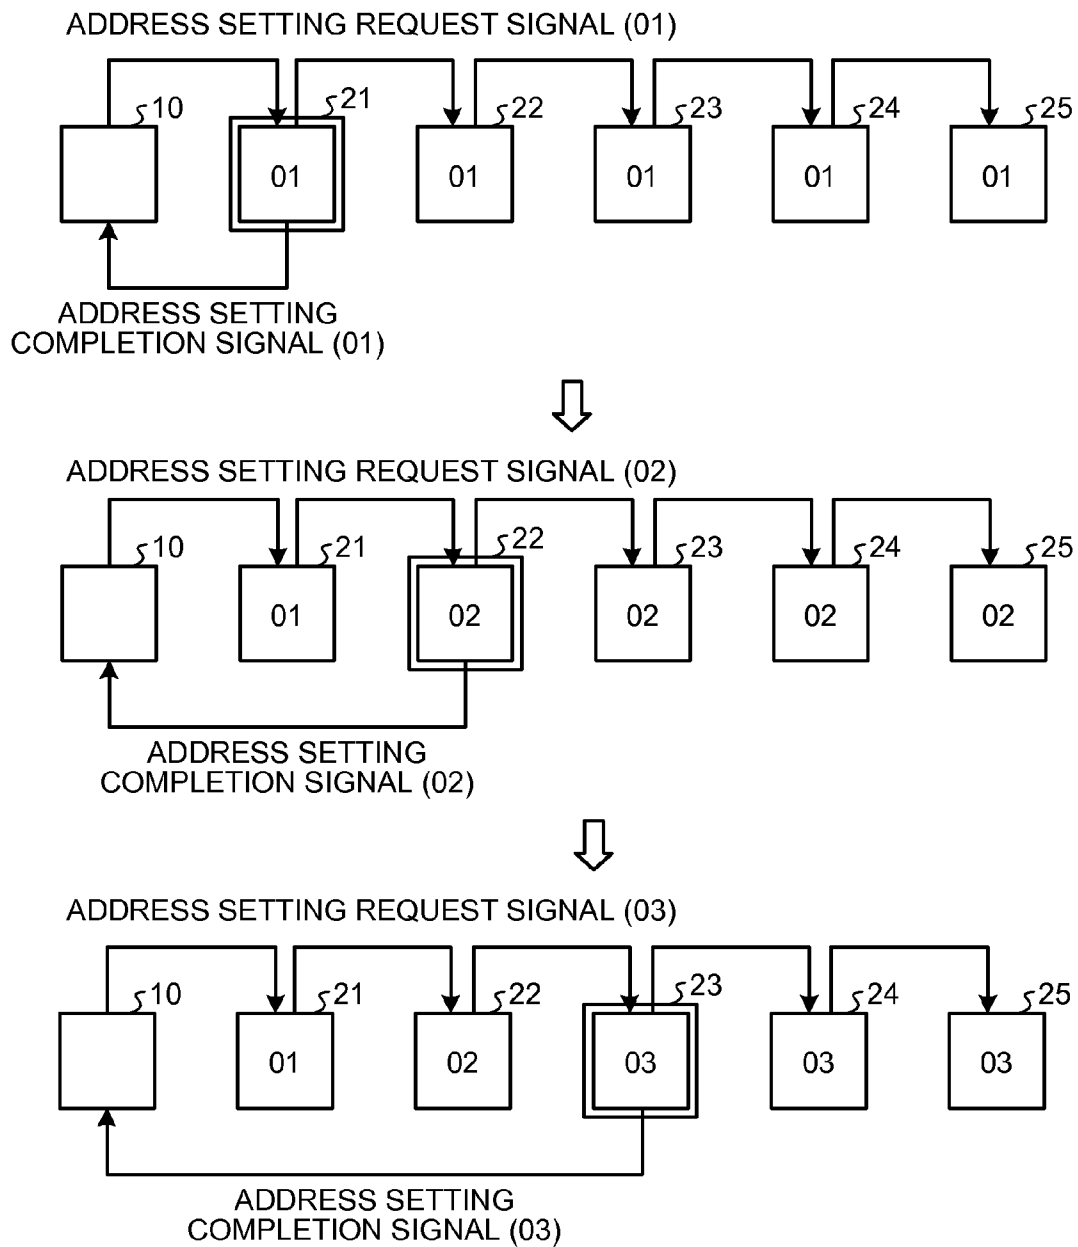 ADDRESS SETTING REQUEST SIGNAL (01)
10 21 22 23 24 25
01 01 01 01 01
ADDRESS SETTING
COMPLETION SIGNAL (01)
ADDRESS SETTING REQUEST SIGNAL (02)
10 21 22 23 24 25
01 02 02 02 02
ADDRESS SETTING
COMPLETION SIGNAL (02)
ADDRESS SETTING REQUEST SIGNAL (03)
10 21 22 23 24 25
01 02 03 03 03
ADDRESS SETTING
COMPLETION SIGNAL (03)